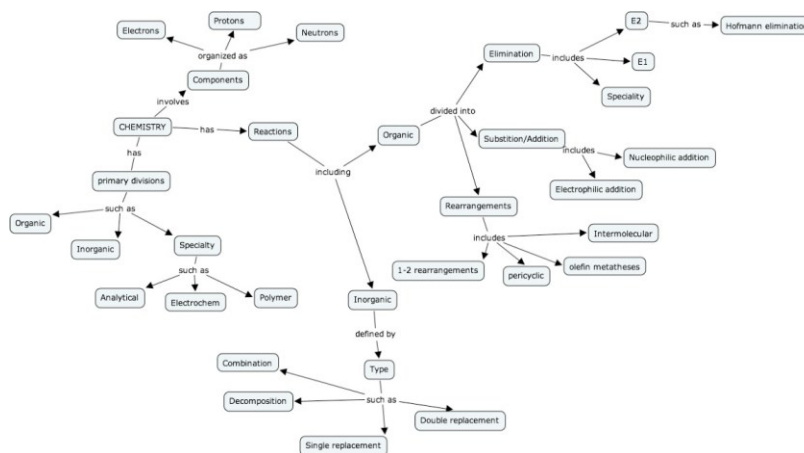 Protons
Electrons
Neutrons
organized as
Components
involves
CHEMISTRY
has
Reactions
has
primary divisions
such as
Organic
Inorganic
Specialty
such as
Analytical
Electrochem
Polymer
including
Organic
divided into
Elimination
includes
E2
such as
Hofmann elimination
E1
Speciality
Substition/Addition
includes
Nucleophilic addition
Electrophilic addition
Rearrangements
includes
Intermolecular
olefin metatheses
pericyclic
1-2 rearrangements
Inorganic
defined by
Type
such as
Combination
Decomposition
Single replacement
Double replacement